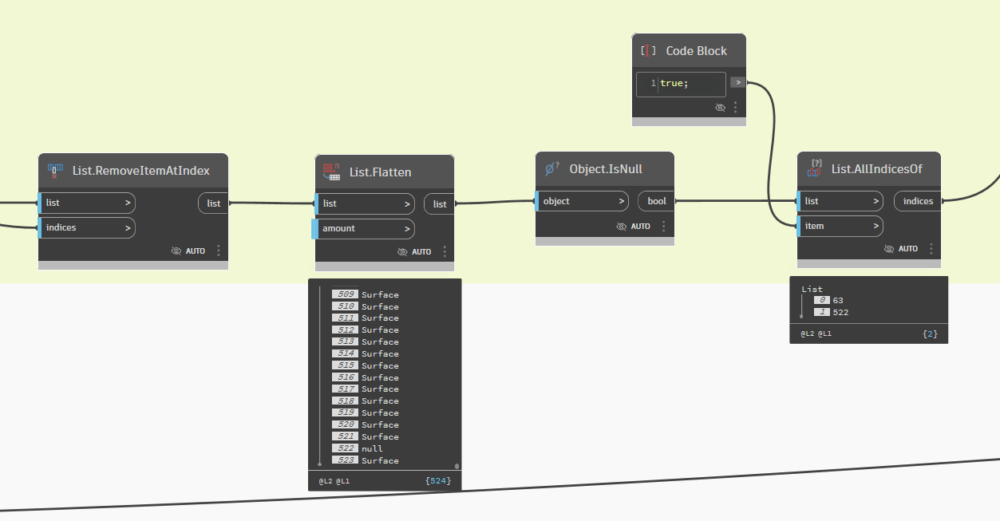 Code Block
1 true;
>
List.RemoveItemAtIndex
list >
list
indices >
AUTO
List.Flatten
list >
list
amount >
AUTO
Object.IsNull
object >
bool
AUTO
List.AllIndicesOf
list >
indices
item >
AUTO
509 Surface
510 Surface
511 Surface
512 Surface
513 Surface
514 Surface
515 Surface
516 Surface
517 Surface
518 Surface
519 Surface
520 Surface
521 Surface
522 null
523 Surface
@L2 @L1 {524}
List
0 63
1 522
@L2 @L1 {2}